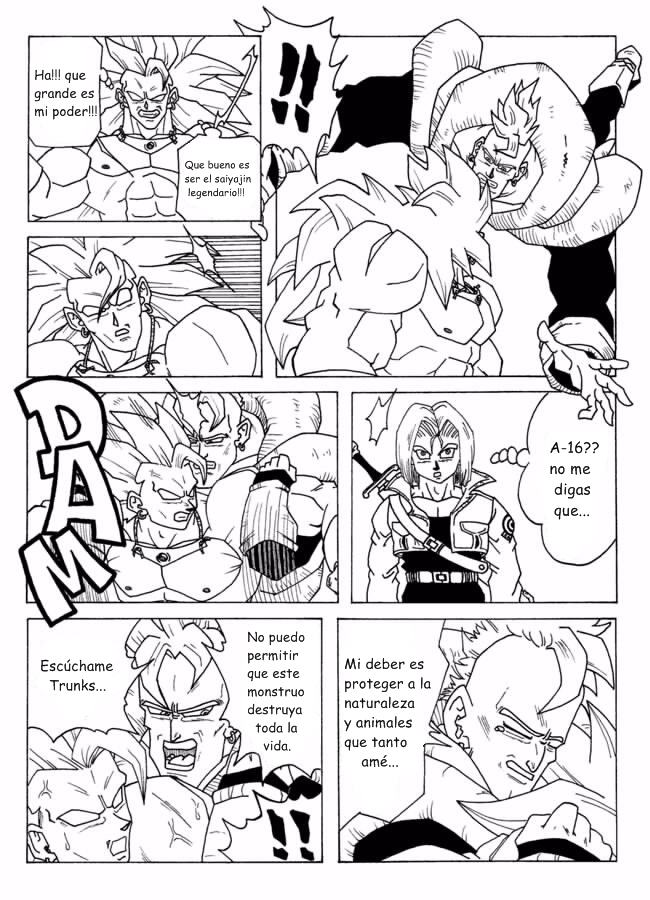 Ha!!! que
grande es
mi poder!!!
Que bueno es
ser el saiyajin
legendario!!!
!!
DAM
A-16??
no me
digas
que...
Escúchame
Trunks...
No puedo
permitir
que este
monstruo
destruya
toda la
vida.
!!
Mi deber es
proteger a la
naturaleza
y animales
que tanto
amé...